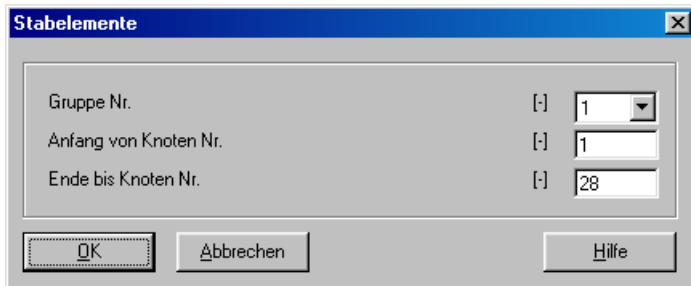 Stabelemente
Gruppe Nr. [-] 1
Anfang von Knoten Nr. [-] 1
Ende bis Knoten Nr. [-] 28
OK Abbrechen Hilfe